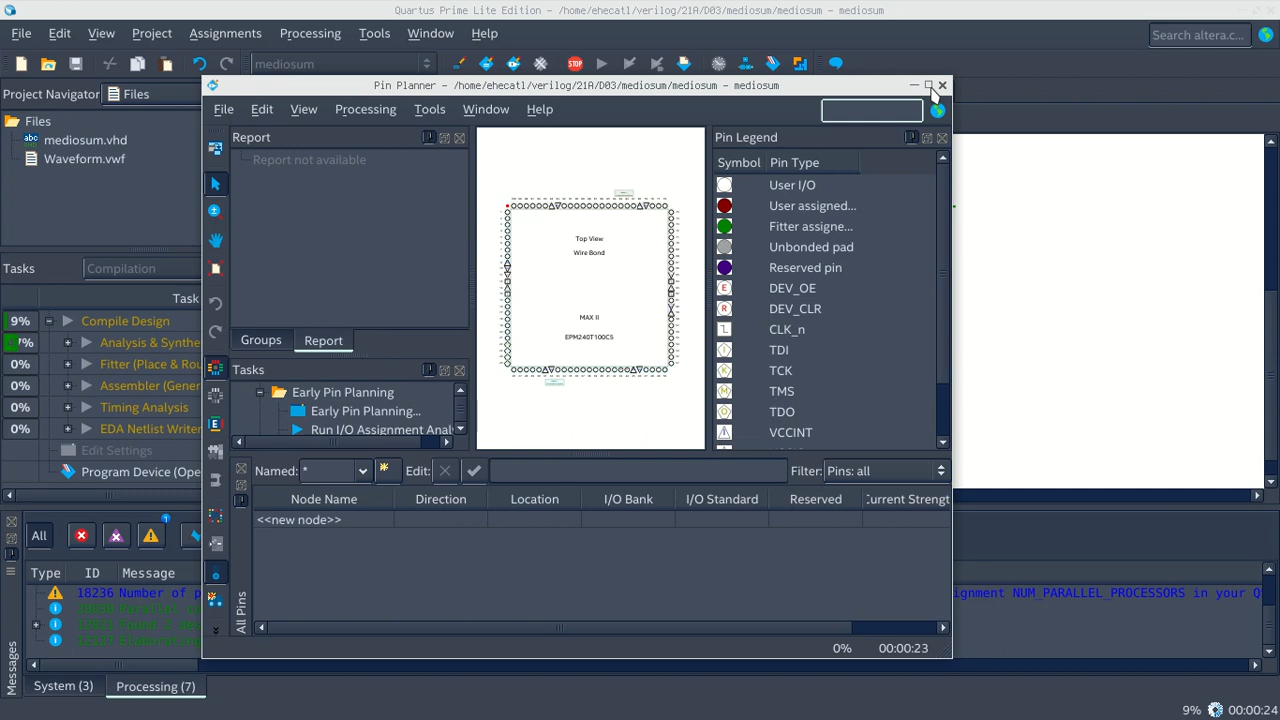 Quartus Prime Lite Edition - /home/ehecatl/verilog/21A/D03/mediosum/mediosum - mediosum
File Edit View Project Assignments Processing Tools Window Help
Search altera.c...
mediosum
Project Navigator Files
Files
mediosum.vhd
Waveform.vwf
Tasks Compilation
Task
9% Compile Design
Analysis & Synthe
0% Fitter (Place & Rou
0% Assembler (Gener
0% Timing Analysis
0% EDA Netlist Writer
Edit Settings
Program Device (Ope
Pin Planner - /home/ehecatl/verilog/21A/D03/mediosum/mediosum - mediosum
File Edit View Processing Tools Window Help
Report
Report not available
Groups Report
Tasks
Early Pin Planning
Early Pin Planning...
Run I/O Assignment Anal
Top View
Wire Bond
MAX II
EPM240T100C5
Pin Legend
Symbol Pin Type
User I/O
User assigned...
Fitter assigne...
Unbonded pad
Reserved pin
E DEV_OE
R DEV_CLR
CLK_n
TDI
TCK
TMS
TDO
VCCINT
Named: * Edit: Filter: Pins: all
Node Name Direction Location I/O Bank I/O Standard Reserved Current Strengt
<<new node>>
All Pins
0% 00:00:23
All
1
Type ID Message
18236 Number of p
ssignment NUM_PARALLEL_PROCESSORS in your Q
Messages
System (3) Processing (7)
9% 00:00:24